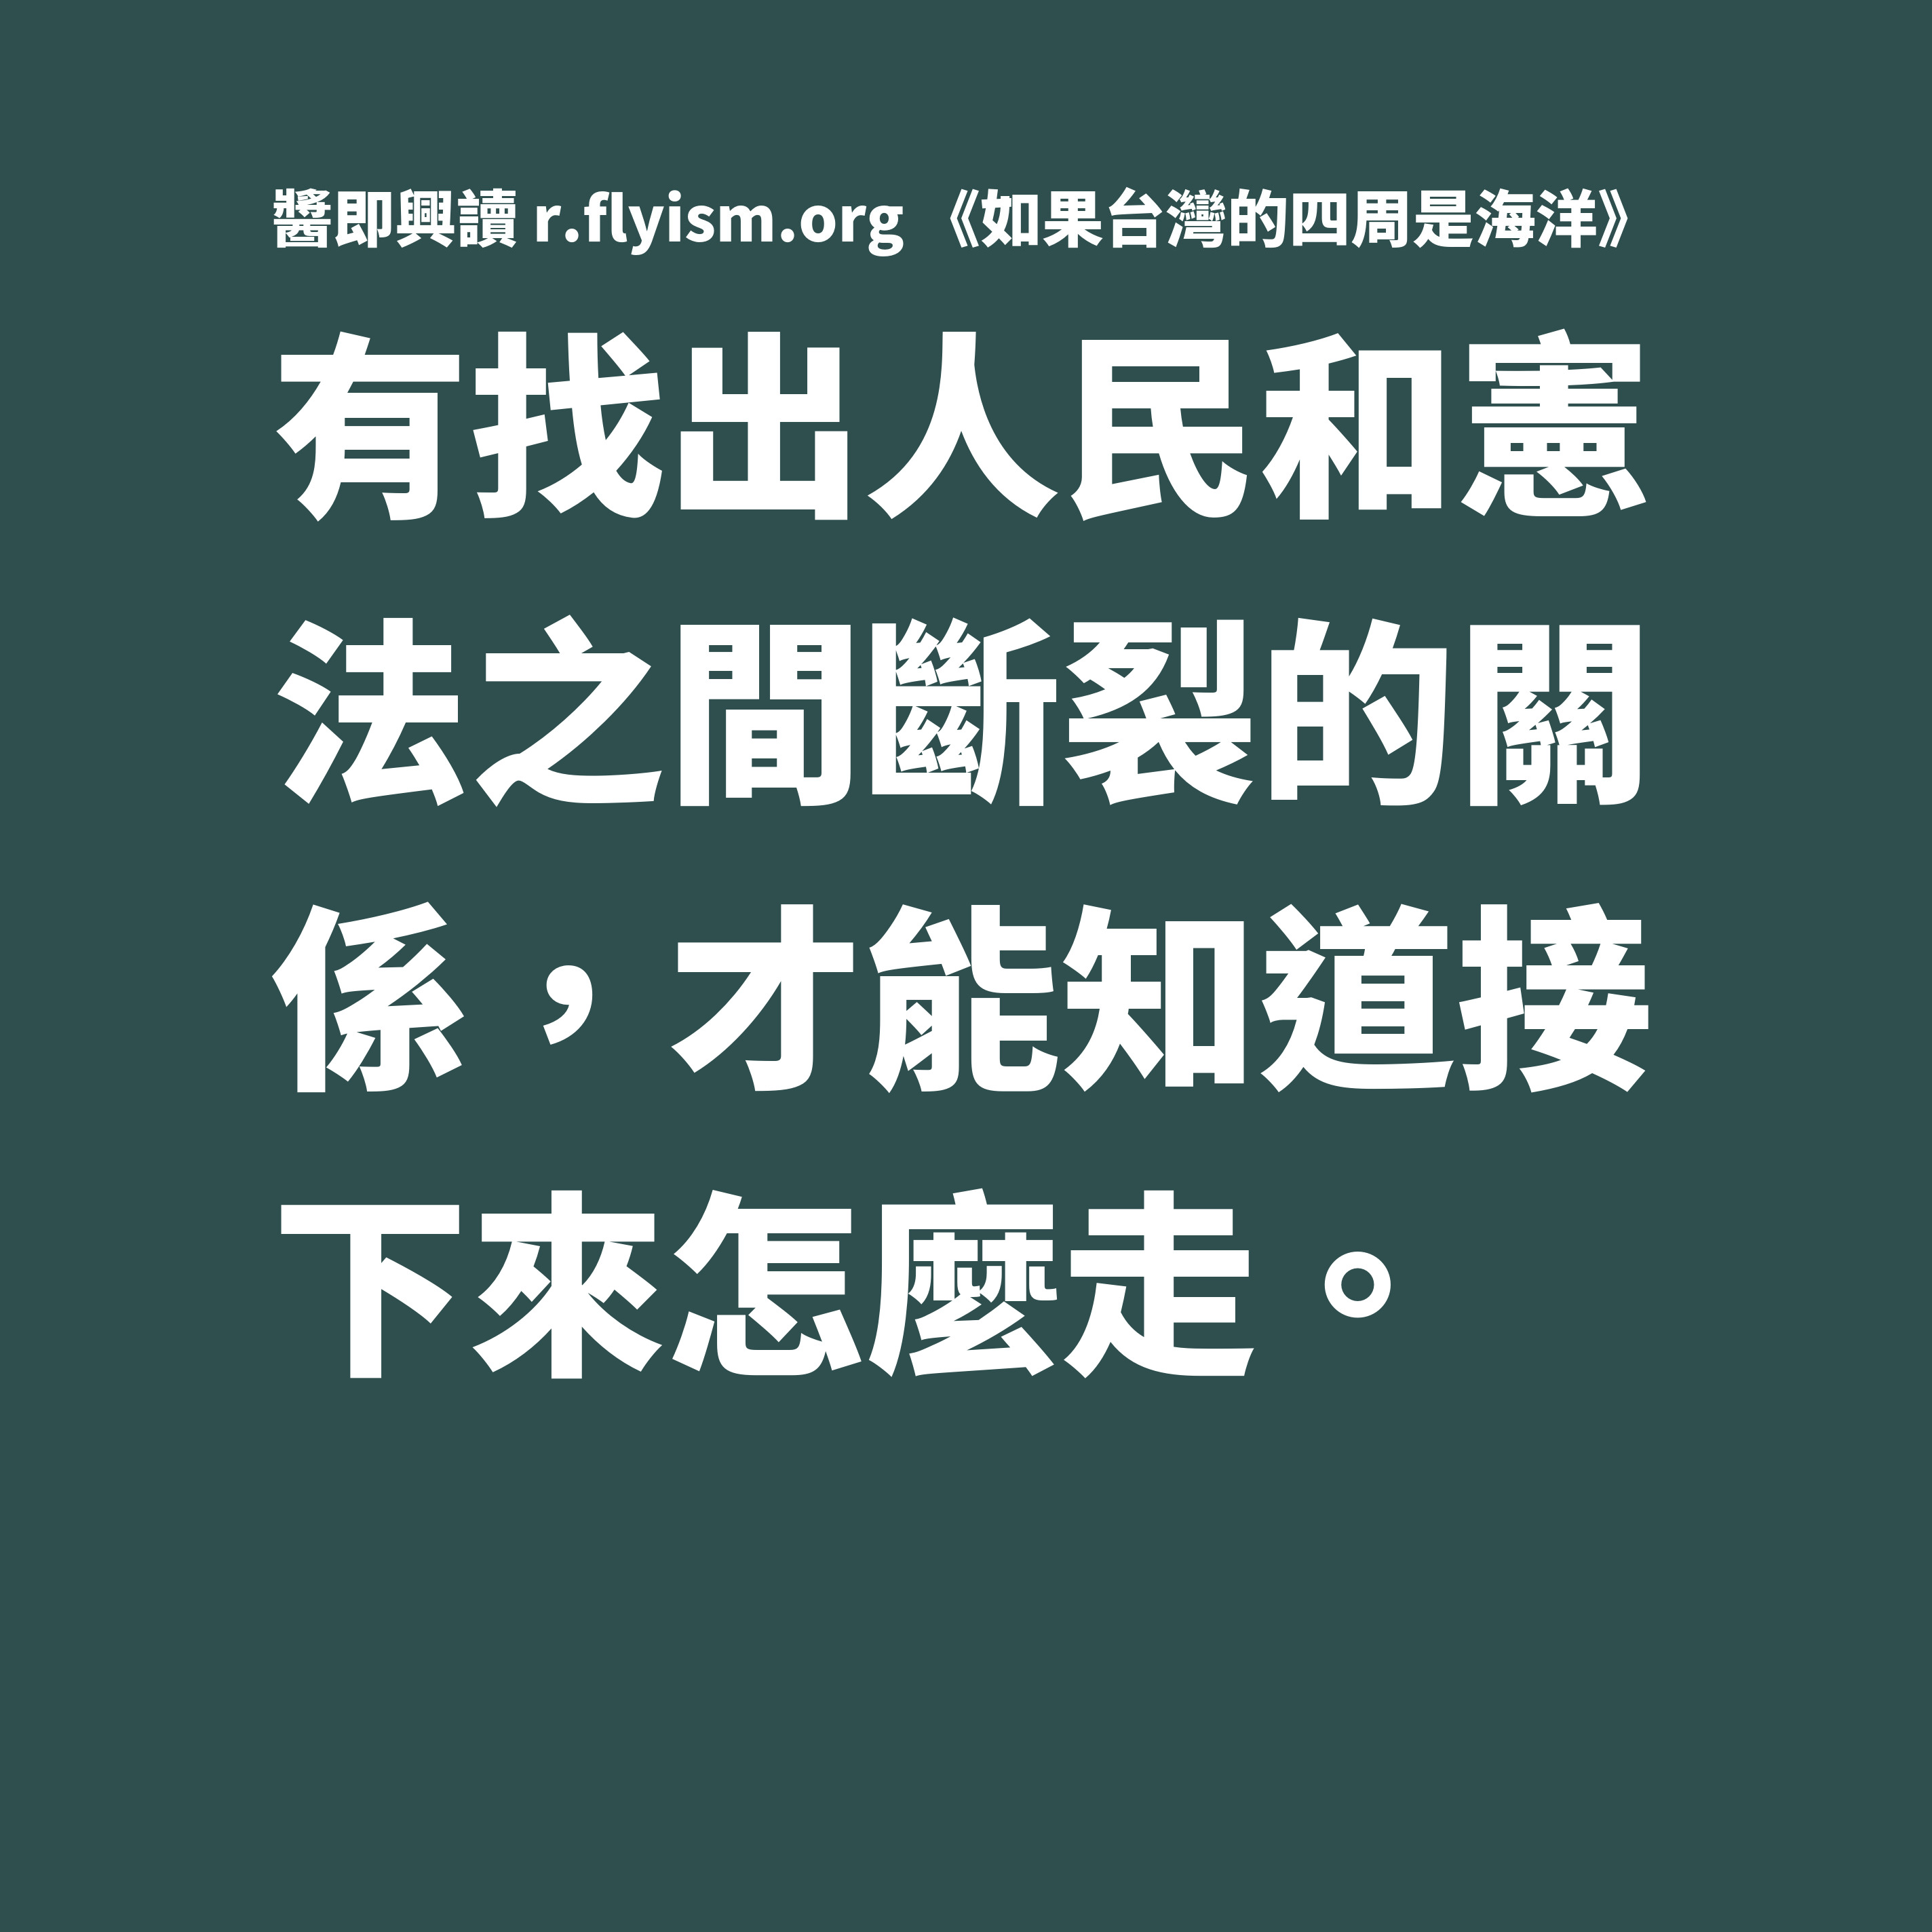 翻即興讀 r.flyism.org 《如果台灣的四周是海洋》
有找出人民和憲
法之間斷裂的關
係，才能知道接
下來怎麼走。